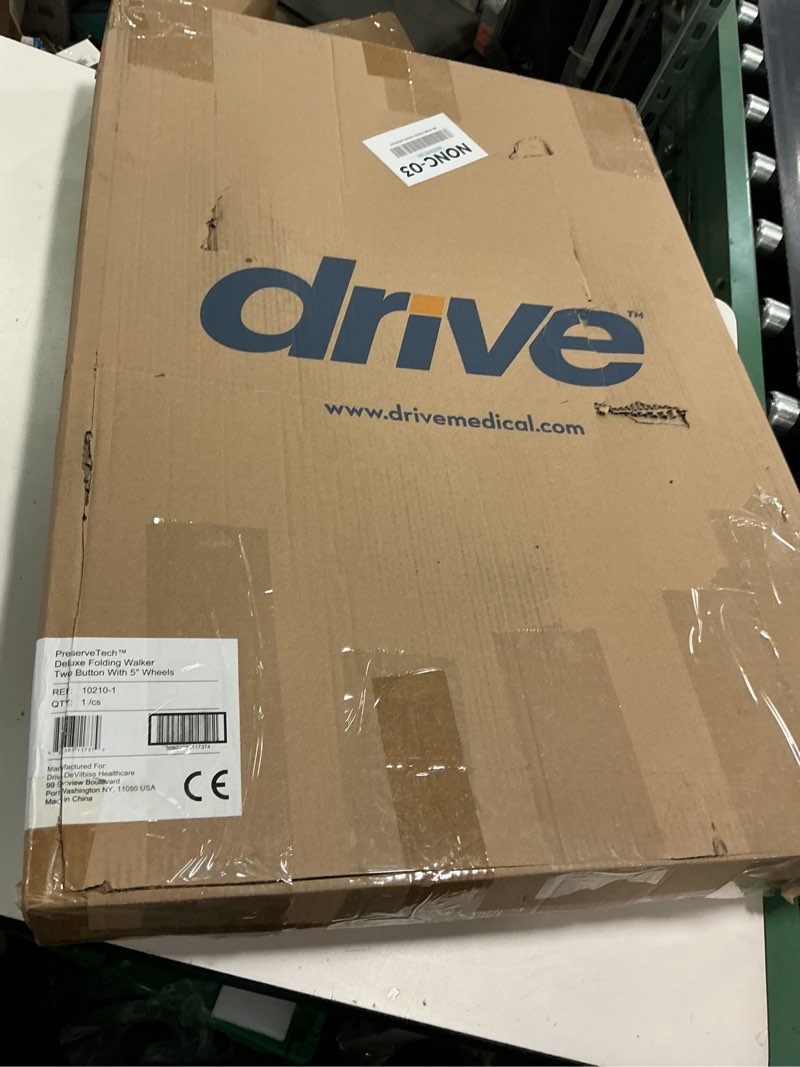 NONC-03
drive™
www.drivemedical.com
PreserveTech™
Deluxe Folding Walker
Two Button With 5" Wheels
REF: 10210-1
QTY: 1 /cs
Manufactured For:
Drive DeVilbiss Healthcare
99 Seaview Boulevard
Port Washington NY, 11050 USA
Made in China
CE